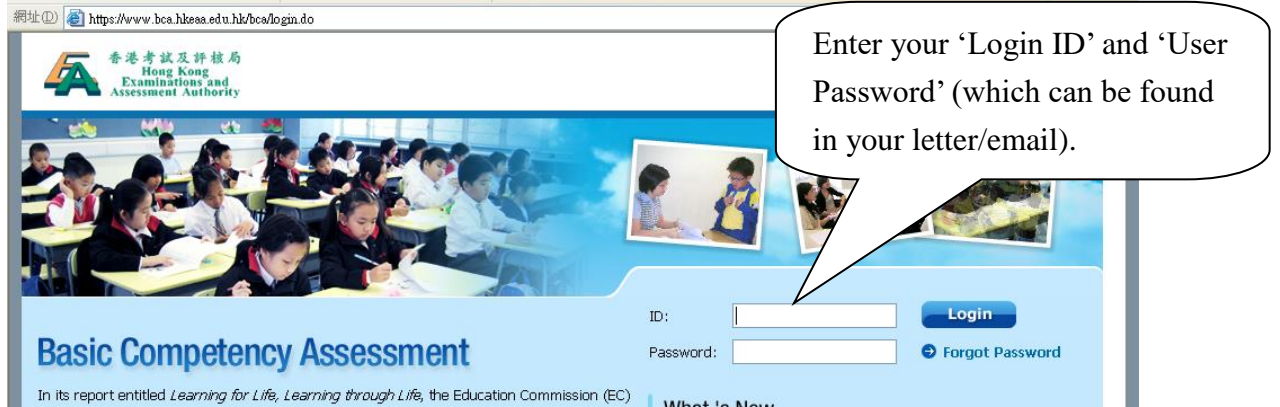 網址(D) https://www.bca.hkeaa.edu.hk/bca/login.do
香港考試及評核局
Hong Kong
Examinations and
Assessment Authority
Enter your ‘Login ID’ and ‘User
Password’ (which can be found
in your letter/email).
ID:
Login
Password:
Forgot Password
Basic Competency Assessment
In its report entitled Learning for Life, Learning through Life, the Education Commission (EC)
What 's New